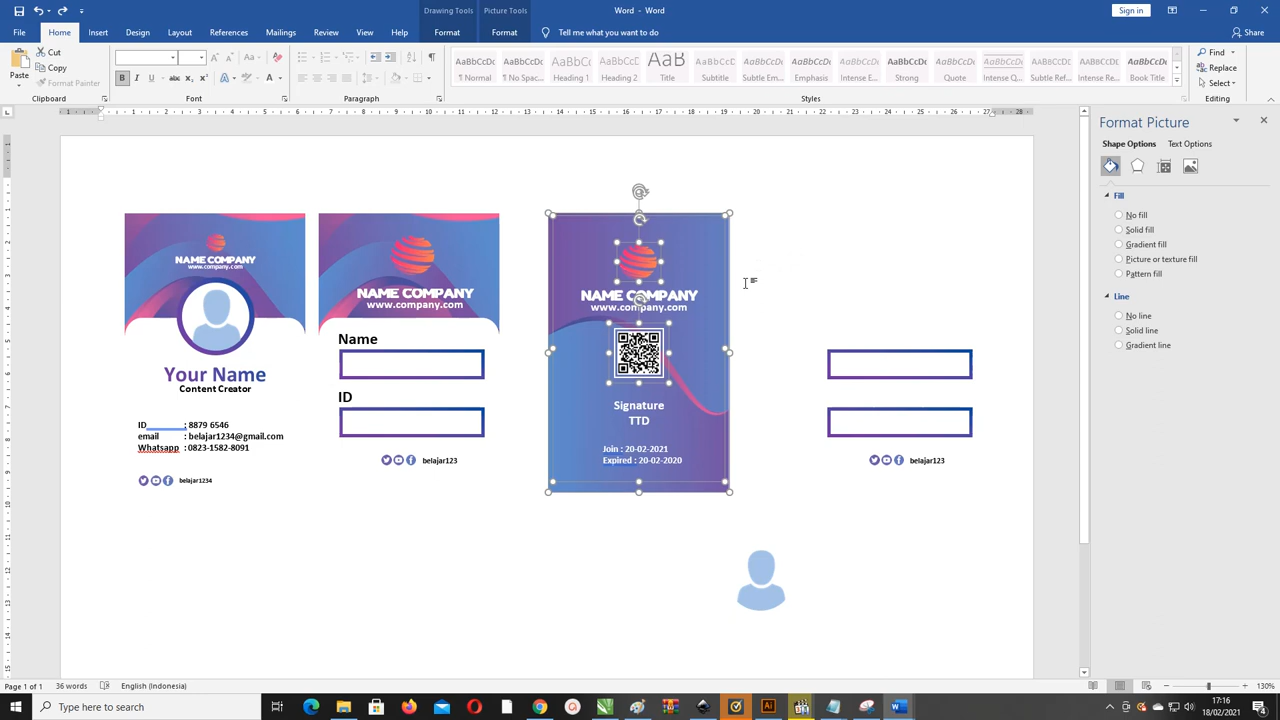 Drawing Tools Picture Tools Word - Word Sign in
File Home Insert Design Layout References Mailings Review View Help Format Format Tell me what you want to do Share
Paste Cut Copy Format Painter
Clipboard Font Paragraph Styles Editing
AaBbCcDc AaBbCcDc AaBbCc AaBbCcD AaB AaBbCcD AaBbCcDc AaBbCcDc AaBbCcDc AaBbCcDc AaBbCcDc AaBbCcDc AaBbCcDc AaBbCcDc
¶ Normal ¶ No Spac... Heading 1 Heading 2 Title Subtitle Subtle Em... Emphasis Intense E... Strong Quote Intense Q... Subtle Ref... Intense Re... Book Title
Find
Replace
Select
Format Picture
Shape Options Text Options
Fill
No fill
Solid fill
Gradient fill
Picture or texture fill
Pattern fill
Line
No line
Solid line
Gradient line
NAME COMPANY
www.company.com
Your Name
Content Creator
ID : 8879 6546
email : belajar1234@gmail.com
Whatsapp : 0823-1582-8091
belajar1234
NAME COMPANY
www.company.com
Name
ID
belajar123
NAME COMPANY
www.company.com
Signature
TTD
Join : 20-02-2021
Expired : 20-02-2020
belajar123
Page 1 of 1 36 words English (Indonesia) 130%
Type here to search
17:16
18/02/2021